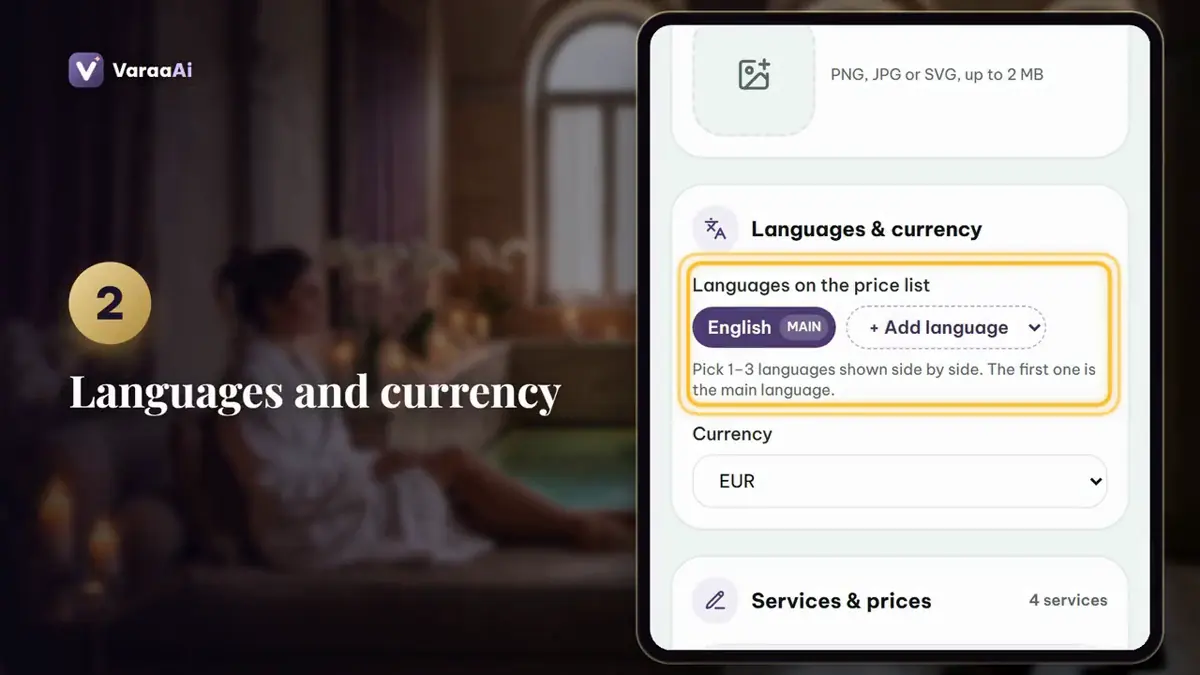 VaraaAi
2
Languages and currency
PNG, JPG or SVG, up to 2 MB
Languages & currency
Languages on the price list
English MAIN
+ Add language
Pick 1–3 languages shown side by side. The first one is
the main language.
Currency
EUR
Services & prices
4 services